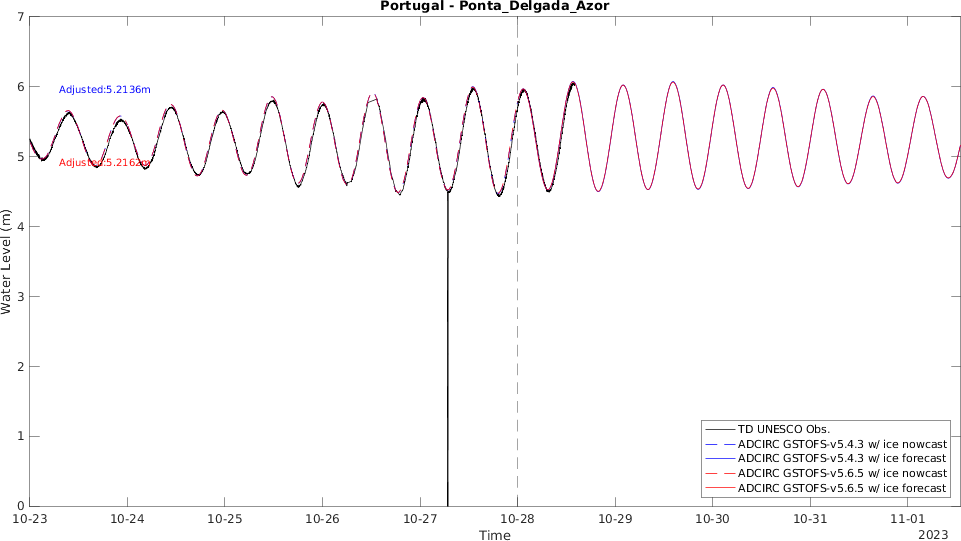 Portugal - Ponta_Delgada_Azor
7
6
5
4
3
2
1
0
Water Level (m)
Adjusted:5.2136m
Adjusted:5.2162m
TD UNESCO Obs.
ADCIRC GSTOFS-v5.4.3 w/ ice nowcast
ADCIRC GSTOFS-v5.4.3 w/ ice forecast
ADCIRC GSTOFS-v5.6.5 w/ ice nowcast
ADCIRC GSTOFS-v5.6.5 w/ ice forecast
10-23 10-24 10-25 10-26 10-27 10-28 10-29 10-30 10-31 11-01
Time
2023